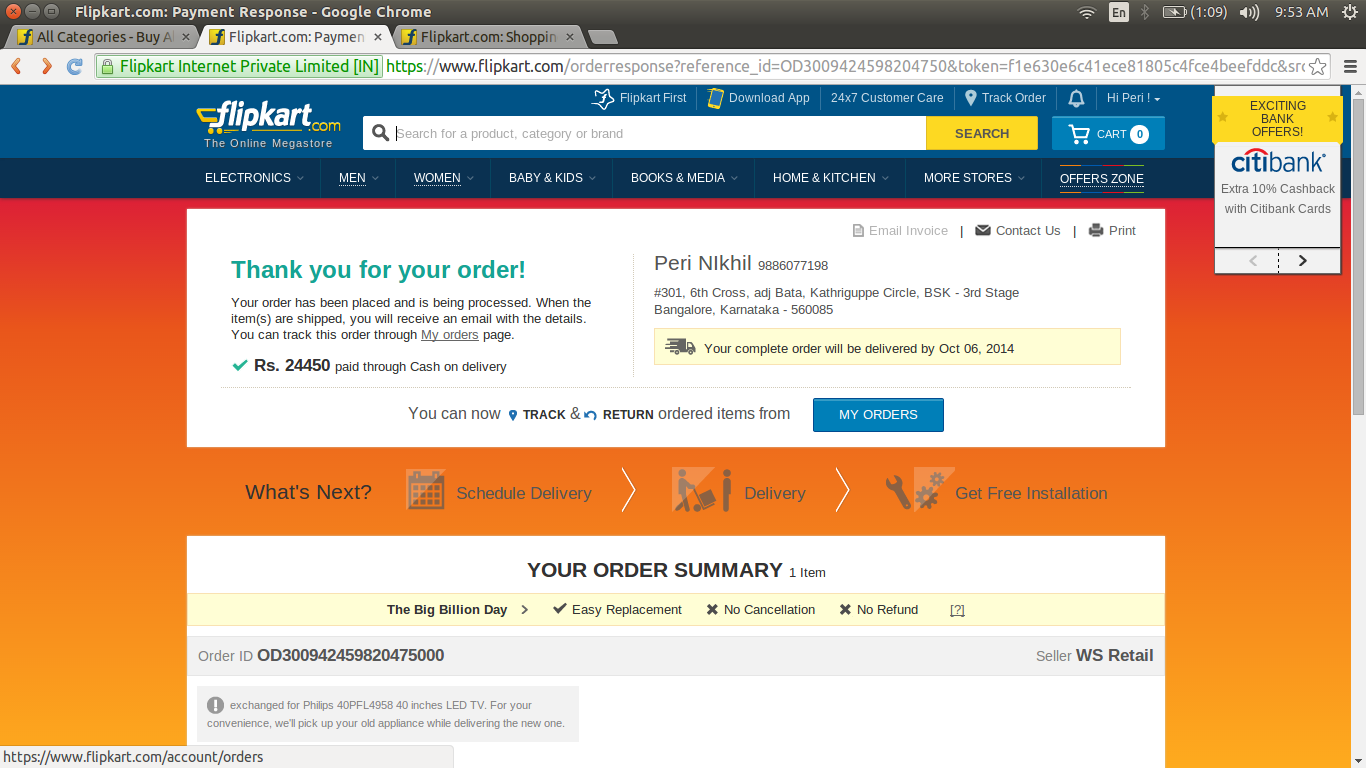 Flipkart.com: Payment Response - Google Chrome
En
(1:09)
9:53 AM
All Categories - Buy A
Flipkart.com: Paymen
Flipkart.com: Shoppin
Flipkart Internet Private Limited [IN]
https://www.flipkart.com/orderresponse?reference_id=OD3009424598204750&token=f1e630e6c41ece81805c4fce4beefddc&src
Flipkart First
Download App
24x7 Customer Care
Track Order
Hi Peri !
flipkart.com
The Online Megastore
Search for a product, category or brand
SEARCH
CART 0
ELECTRONICS
MEN
WOMEN
BABY & KIDS
BOOKS & MEDIA
HOME & KITCHEN
MORE STORES
OFFERS ZONE
EXCITING
BANK
OFFERS!
citibank
Extra 10% Cashback
with Citibank Cards
Email Invoice | Contact Us | Print
Thank you for your order!
Your order has been placed and is being processed. When the
item(s) are shipped, you will receive an email with the details.
You can track this order through My orders page.
Rs. 24450 paid through Cash on delivery
Peri NIkhil 9886077198
#301, 6th Cross, adj Bata, Kathriguppe Circle, BSK - 3rd Stage
Bangalore, Karnataka - 560085
Your complete order will be delivered by Oct 06, 2014
You can now TRACK & RETURN ordered items from
MY ORDERS
What's Next?
Schedule Delivery
Delivery
Get Free Installation
YOUR ORDER SUMMARY 1 Item
The Big Billion Day
Easy Replacement
No Cancellation
No Refund
[?]
Order ID OD300942459820475000
Seller WS Retail
exchanged for Philips 40PFL4958 40 inches LED TV. For your
convenience, we'll pick up your old appliance while delivering the new one.
https://www.flipkart.com/account/orders